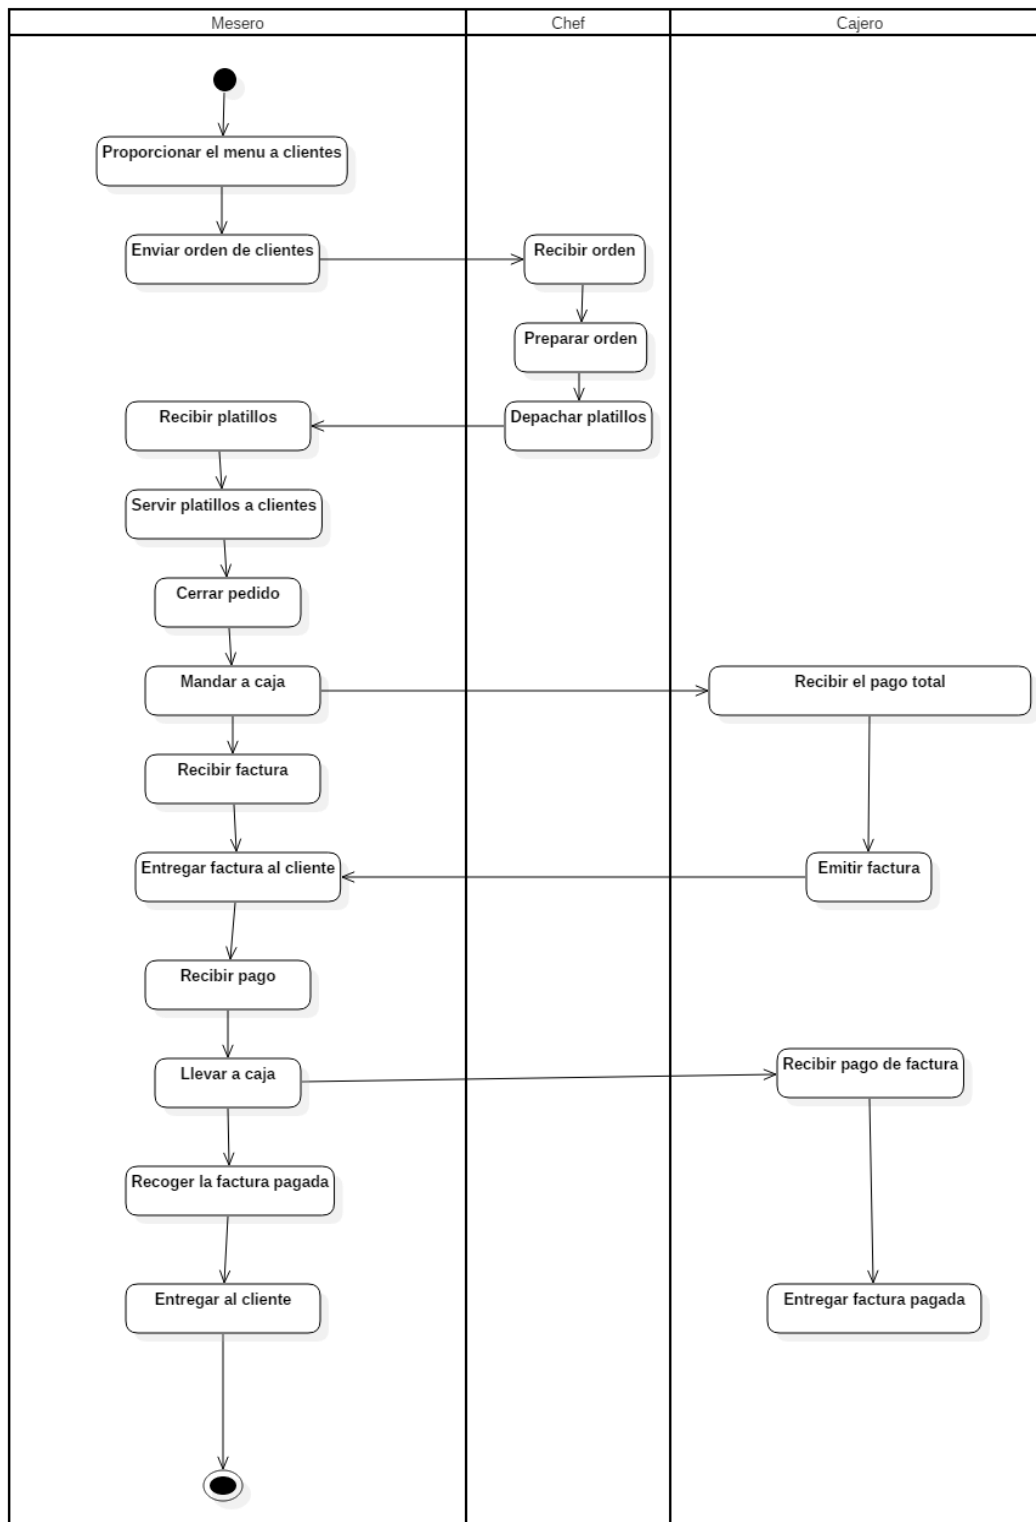 Mesero
Chef
Cajero
Proporcionar el menu a clientes
Enviar orden de clientes
Recibir orden
Preparar orden
Recibir platillos
Depachar platillos
Servir platillos a clientes
Cerrar pedido
Mandar a caja
Recibir el pago total
Recibir factura
Entregar factura al cliente
Emitir factura
Recibir pago
Llevar a caja
Recibir pago de factura
Recoger la factura pagada
Entregar al cliente
Entregar factura pagada